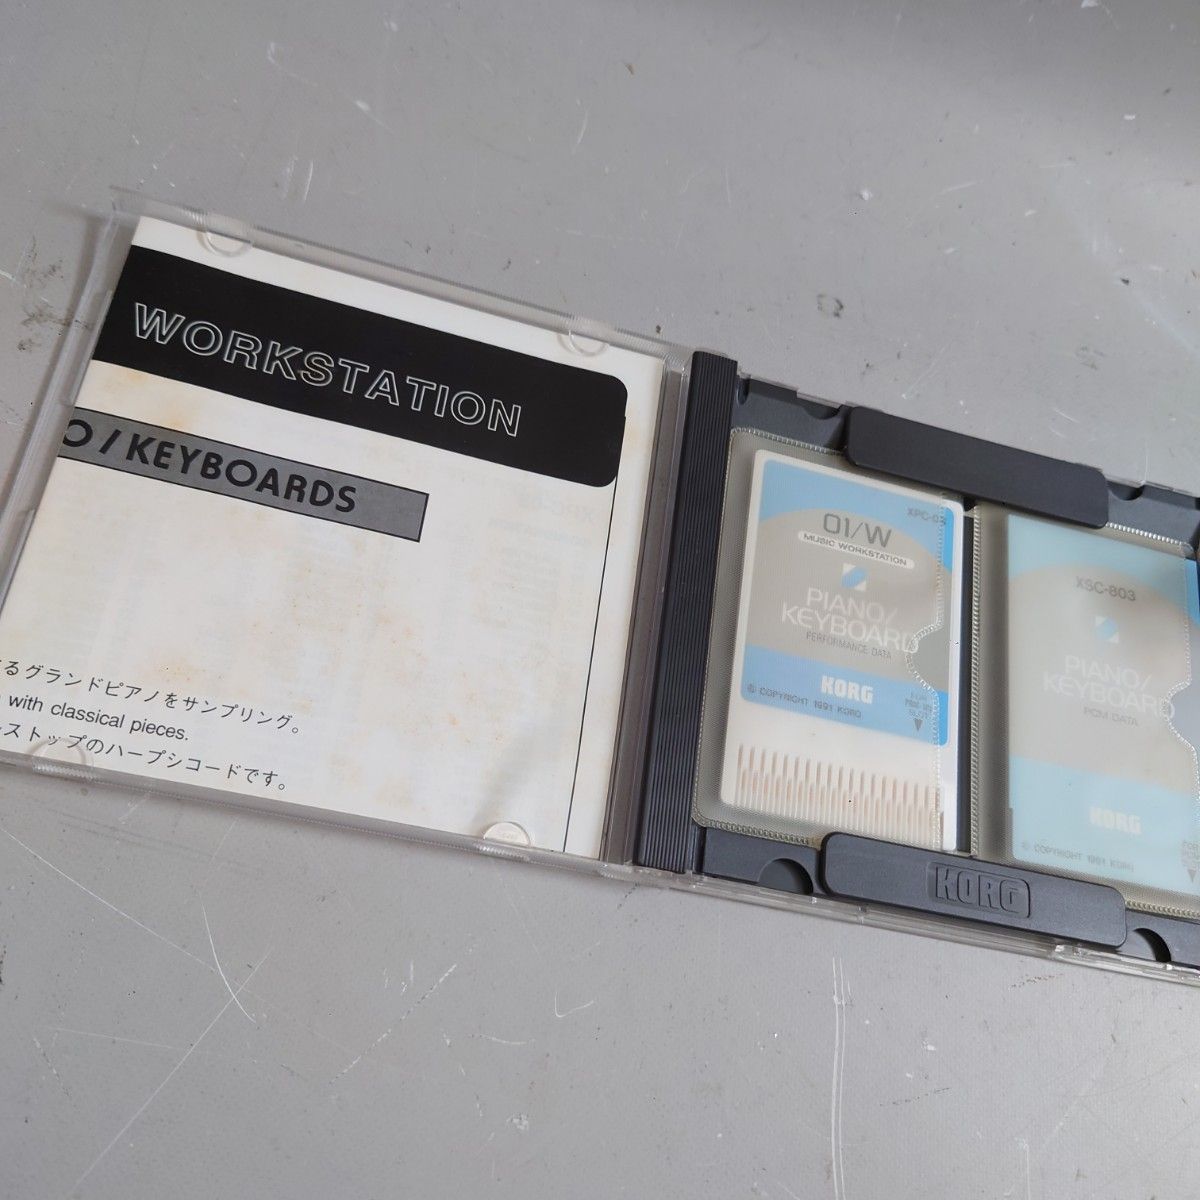 WORKSTATION
O/KEYBOARDS
るグランドピアノをサンプリング。
with classical pieces.
ストップのハープシコードです。
XPC-03
01/W
MUSIC WORKSTATION
PIANO/
KEYBOARD
PERFORMANCE DATA
KORG
© COPYRIGHT 1991 KORG
FOR
SLOT
XSC-803
PIANO/
KEYBOARD
PCM DATA
KORG
© COPYRIGHT 1991 KORG
KORG